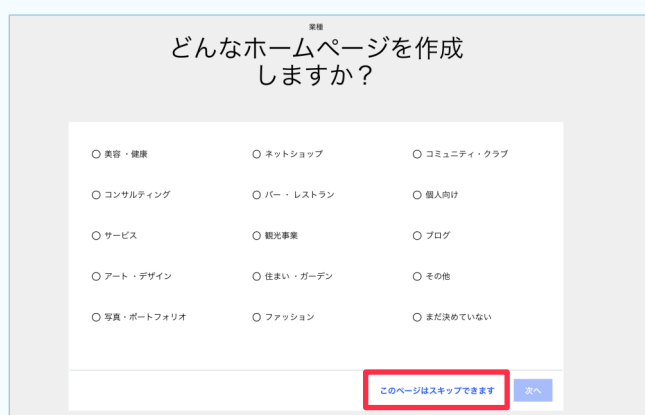 業種
どんなホームページを作成
しますか？
美容 ・健康
ネットショップ
コミュニティ・クラブ
コンサルティング
バー ・ レストラン
個人向け
サービス
観光事業
ブログ
アート ・デザイン
住まい ・ガーデン
その他
写真・ポートフォリオ
ファッション
まだ決めていない
このページはスキップできます
次へ